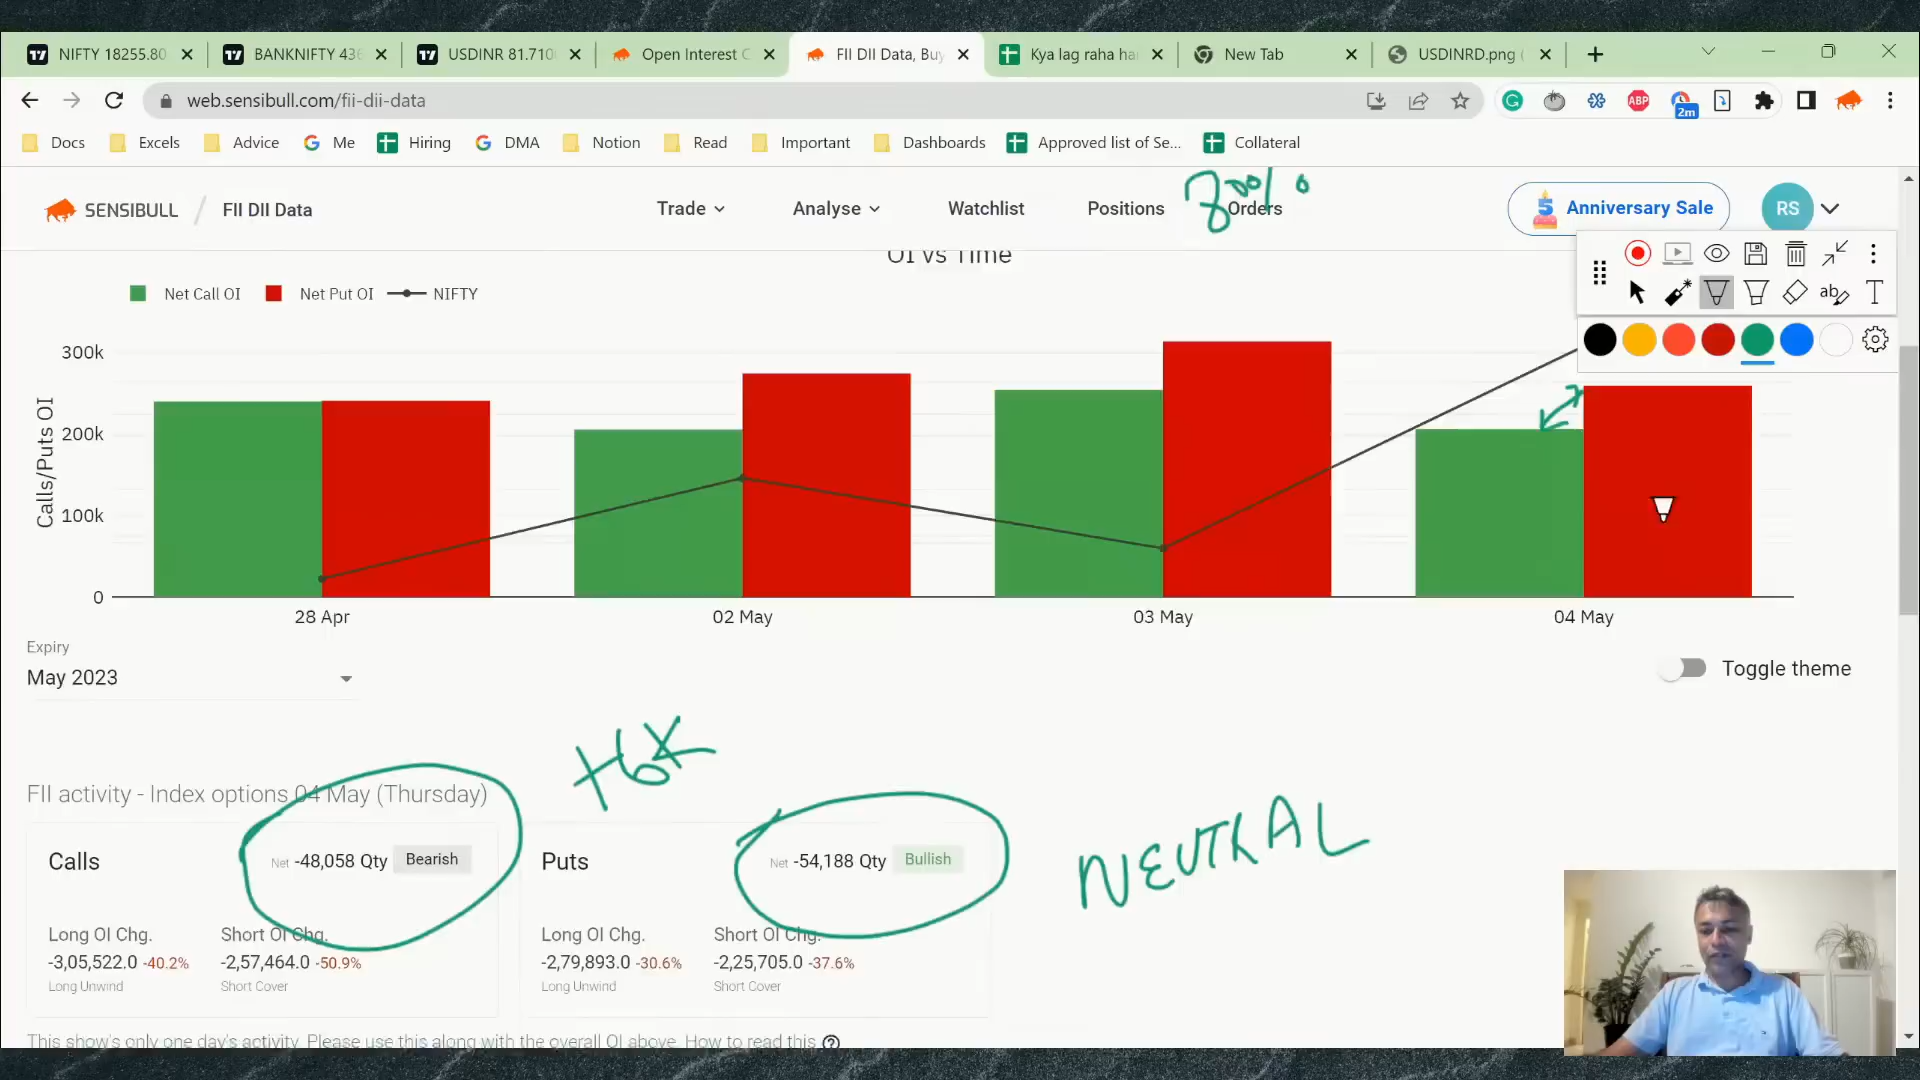 NIFTY 18255.80
BANKNIFTY 436
USDINR 81.710
Open Interest C
FII DII Data, Buy
Kya lag raha hai
New Tab
USDINRD.png (
web.sensibull.com/fii-dii-data
ABP
2m
Docs
Excels
Advice
Me
Hiring
DMA
Notion
Read
Important
Dashboards
Approved list of Se...
Collateral
SENSIBULL / FII DII Data
Trade
Analyse
Watchlist
Positions
Orders
5
Anniversary Sale
RS
OI vs Time
Net Call OI
Net Put OI
NIFTY
ab
T
Calls/Puts OI
300k
200k
100k
0
28 Apr
02 May
03 May
04 May
Expiry
May 2023
Toggle theme
+6K
FII activity - Index options 04 May (Thursday)
NEUTRAL
Calls
Net -48,058 Qty Bearish
Long OI Chg.
Short OI Chg.
-3,05,522.0 -40.2%
-2,57,464.0 -50.9%
Long Unwind
Short Cover
Puts
Net -54,188 Qty Bullish
Long OI Chg.
Short OI Chg.
-2,79,893.0 -30.6%
-2,25,705.0 -37.6%
Long Unwind
Short Cover
This show's only one day's activity. Please use this along with the overall OI above. How to read this